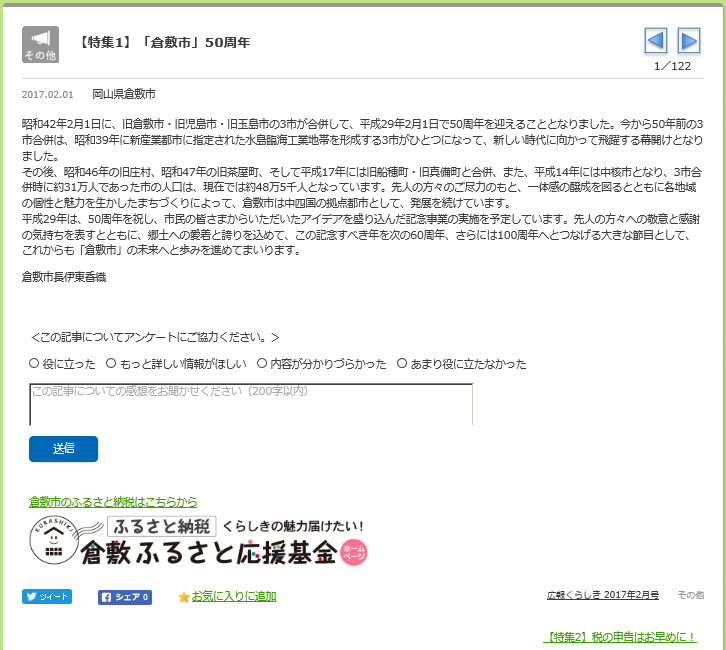 その他
【特集1】「倉敷市」50周年
1／122
2017.02.01 岡山県倉敷市
昭和42年2月1日に、旧倉敷市・旧児島市・旧玉島市の3市が合併して、平成29年2月1日で50周年を迎えることとなりました。今から50年前の3
市合併は、昭和39年に新産業都市に指定された水島臨海工業地帯を形成する3市がひとつになって、新しい時代に向かって飛躍する幕開けとなり
ました。
その後、昭和46年の旧庄村、昭和47年の旧茶屋町、そして平成17年には旧船穂町・旧真備町と合併、また、平成14年には中核市となり、3市合
併時に約31万人であった市の人口は、現在では約48万5千人となっています。先人の方々のご尽力のもと、一体感の醸成を図るとともに各地域
の個性と魅力を生かしたまちづくりによって、倉敷市は中四国の拠点都市として、発展を続けています。
平成29年は、50周年を祝し、市民の皆さまからいただいたアイデアを盛り込んだ記念事業の実施を予定しています。先人の方々への敬意と感謝
の気持ちを表すとともに、郷土への愛着と誇りを込めて、この記念すべき年を次の60周年、さらには100周年へとつなげる大きな節目として、
これからも「倉敷市」の未来へと歩みを進めてまいります。
倉敷市長伊東香織
＜この記事についてアンケートにご協力ください。＞
役に立った もっと詳しい情報がほしい 内容が分かりづらかった あまり役に立たなかった
この記事についての感想をお聞かせください（200字以内）
送信
倉敷市のふるさと納税はこちらから
KURASHIKI ふるさと納税 くらしきの魅力届けたい!
倉敷ふるさと応援基金 ホームページ
ツイート シェア 0 お気に入りに追加 広報くらしき 2017年2月号 その他
【特集2】税の申告はお早めに！